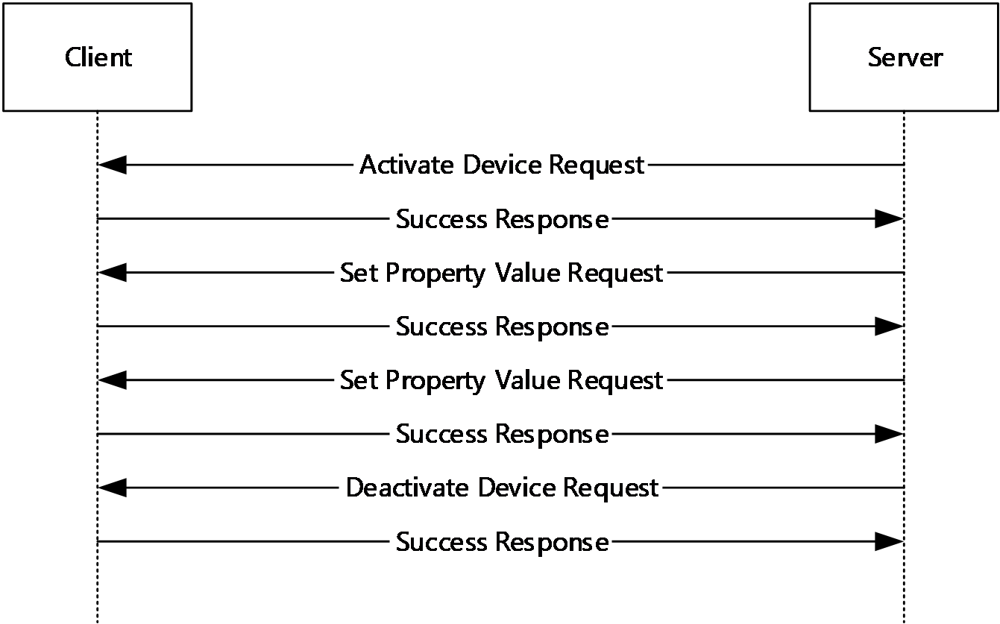 Client
Server
Activate Device Request
Success Response
Set Property Value Request
Success Response
Set Property Value Request
Success Response
Deactivate Device Request
Success Response